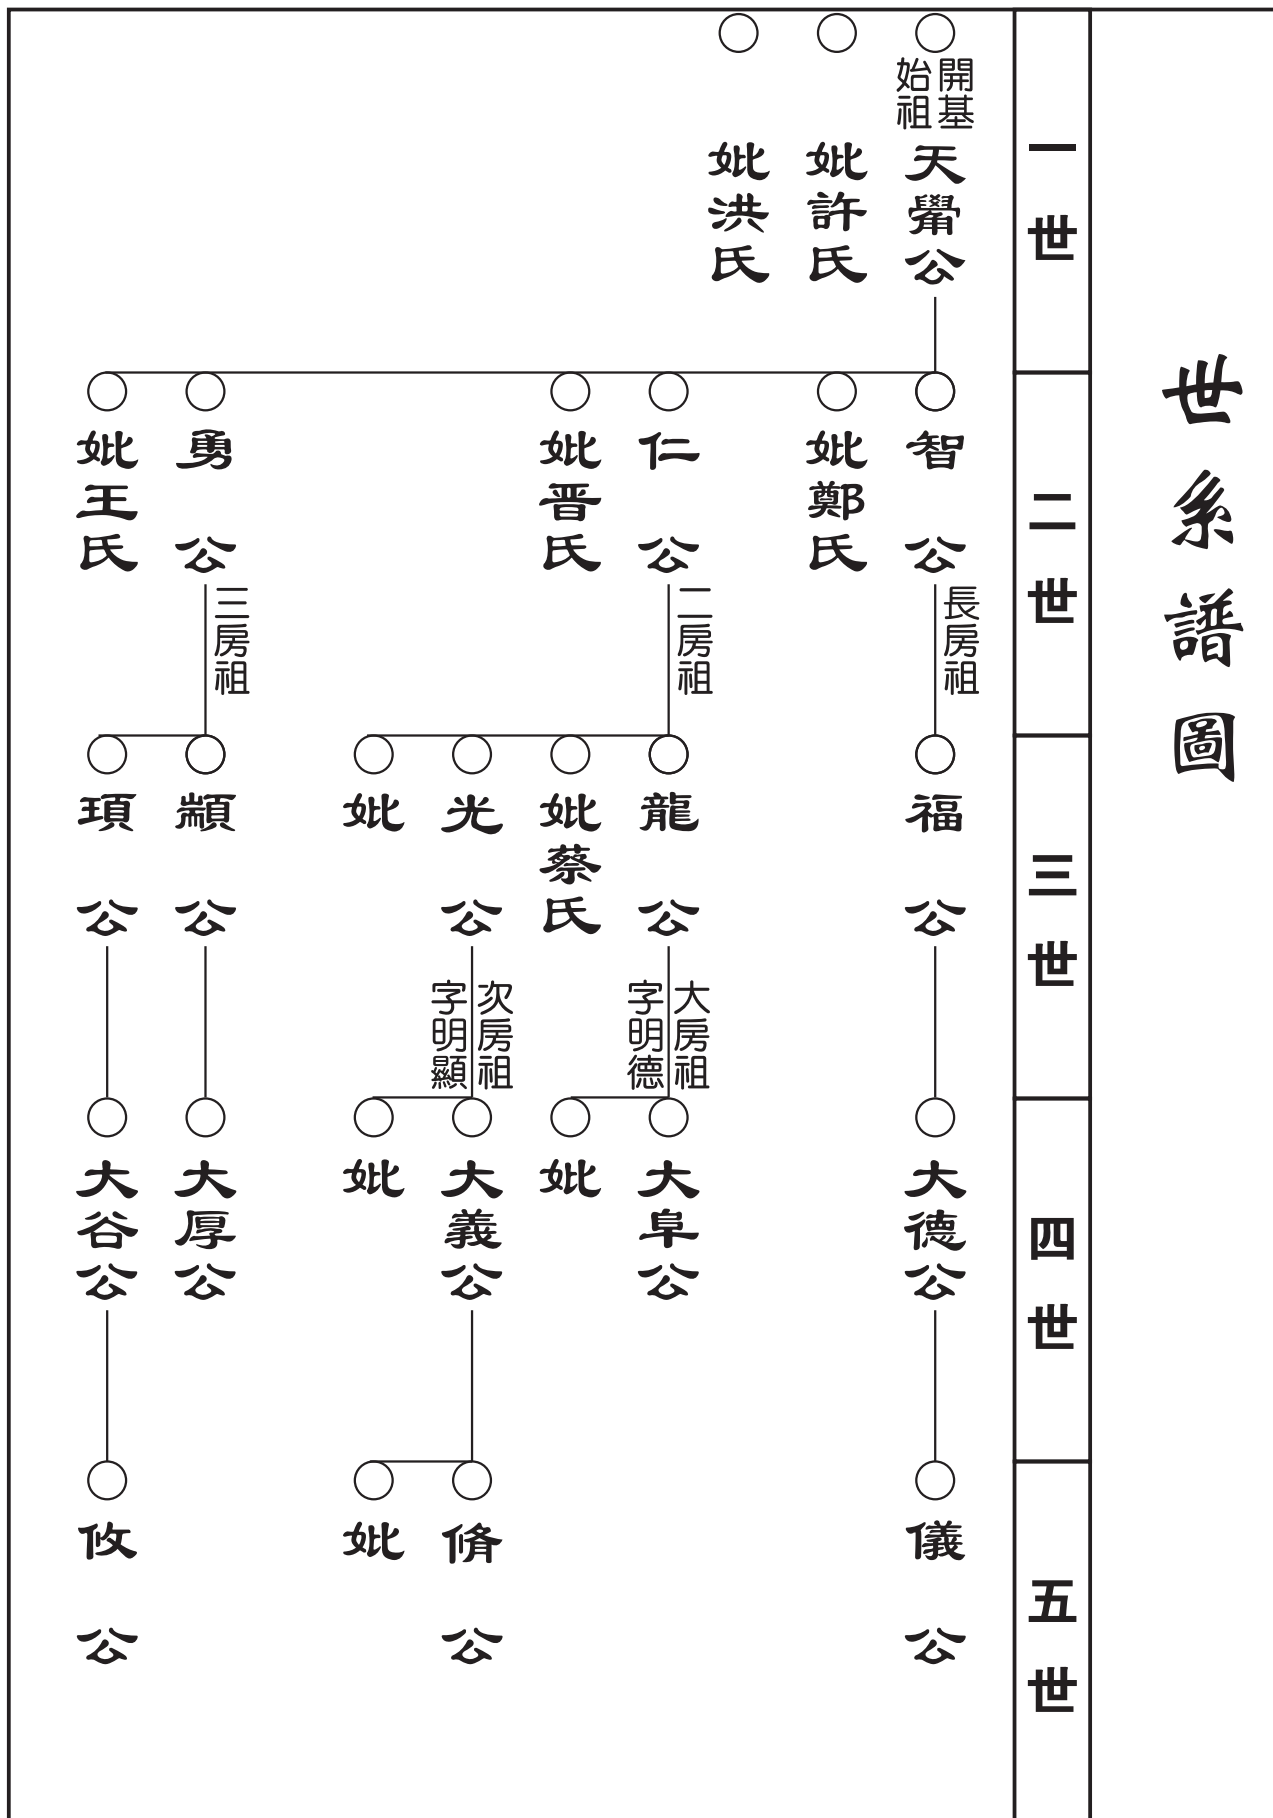 世系譜圖
一世
開基
始祖
天觷公
妣許氏
妣洪氏
二世
智公
長房祖
妣鄭氏
仁公
二房祖
妣晋氏
勇公
三房祖
妣王氏
三世
福公
龍公
大房祖
字明德
妣蔡氏
光公
次房祖
字明顯
妣
顓公
頊公
四世
大德公
大阜公
妣
大義公
妣
大厚公
大谷公
五世
儀公
脩公
妣
攸公